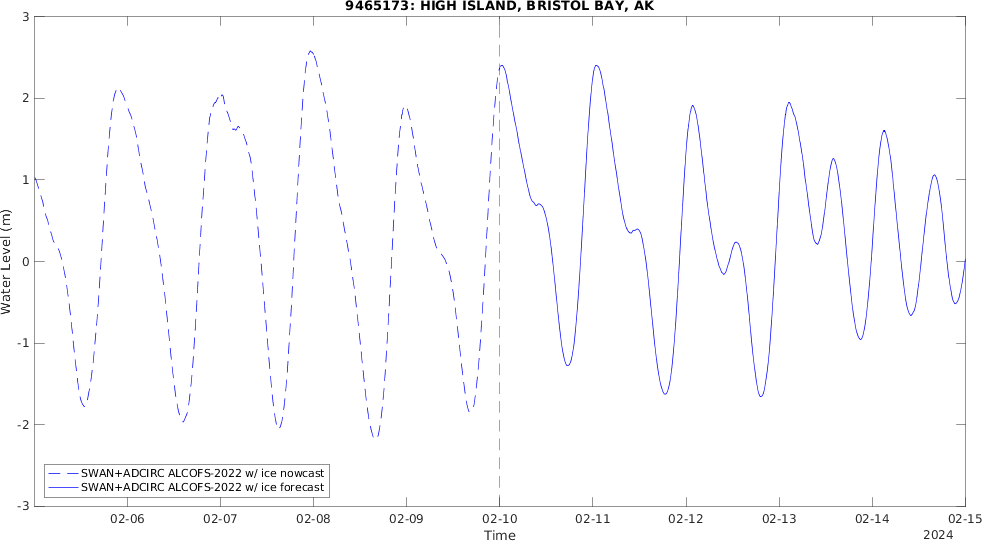 9465173: HIGH ISLAND, BRISTOL BAY, AK
3
2
1
0
-1
-2
-3
Water Level (m)
SWAN+ADCIRC ALCOFS-2022 w/ ice nowcast
SWAN+ADCIRC ALCOFS-2022 w/ ice forecast
02-06 02-07 02-08 02-09 02-10 02-11 02-12 02-13 02-14 02-15
Time
2024